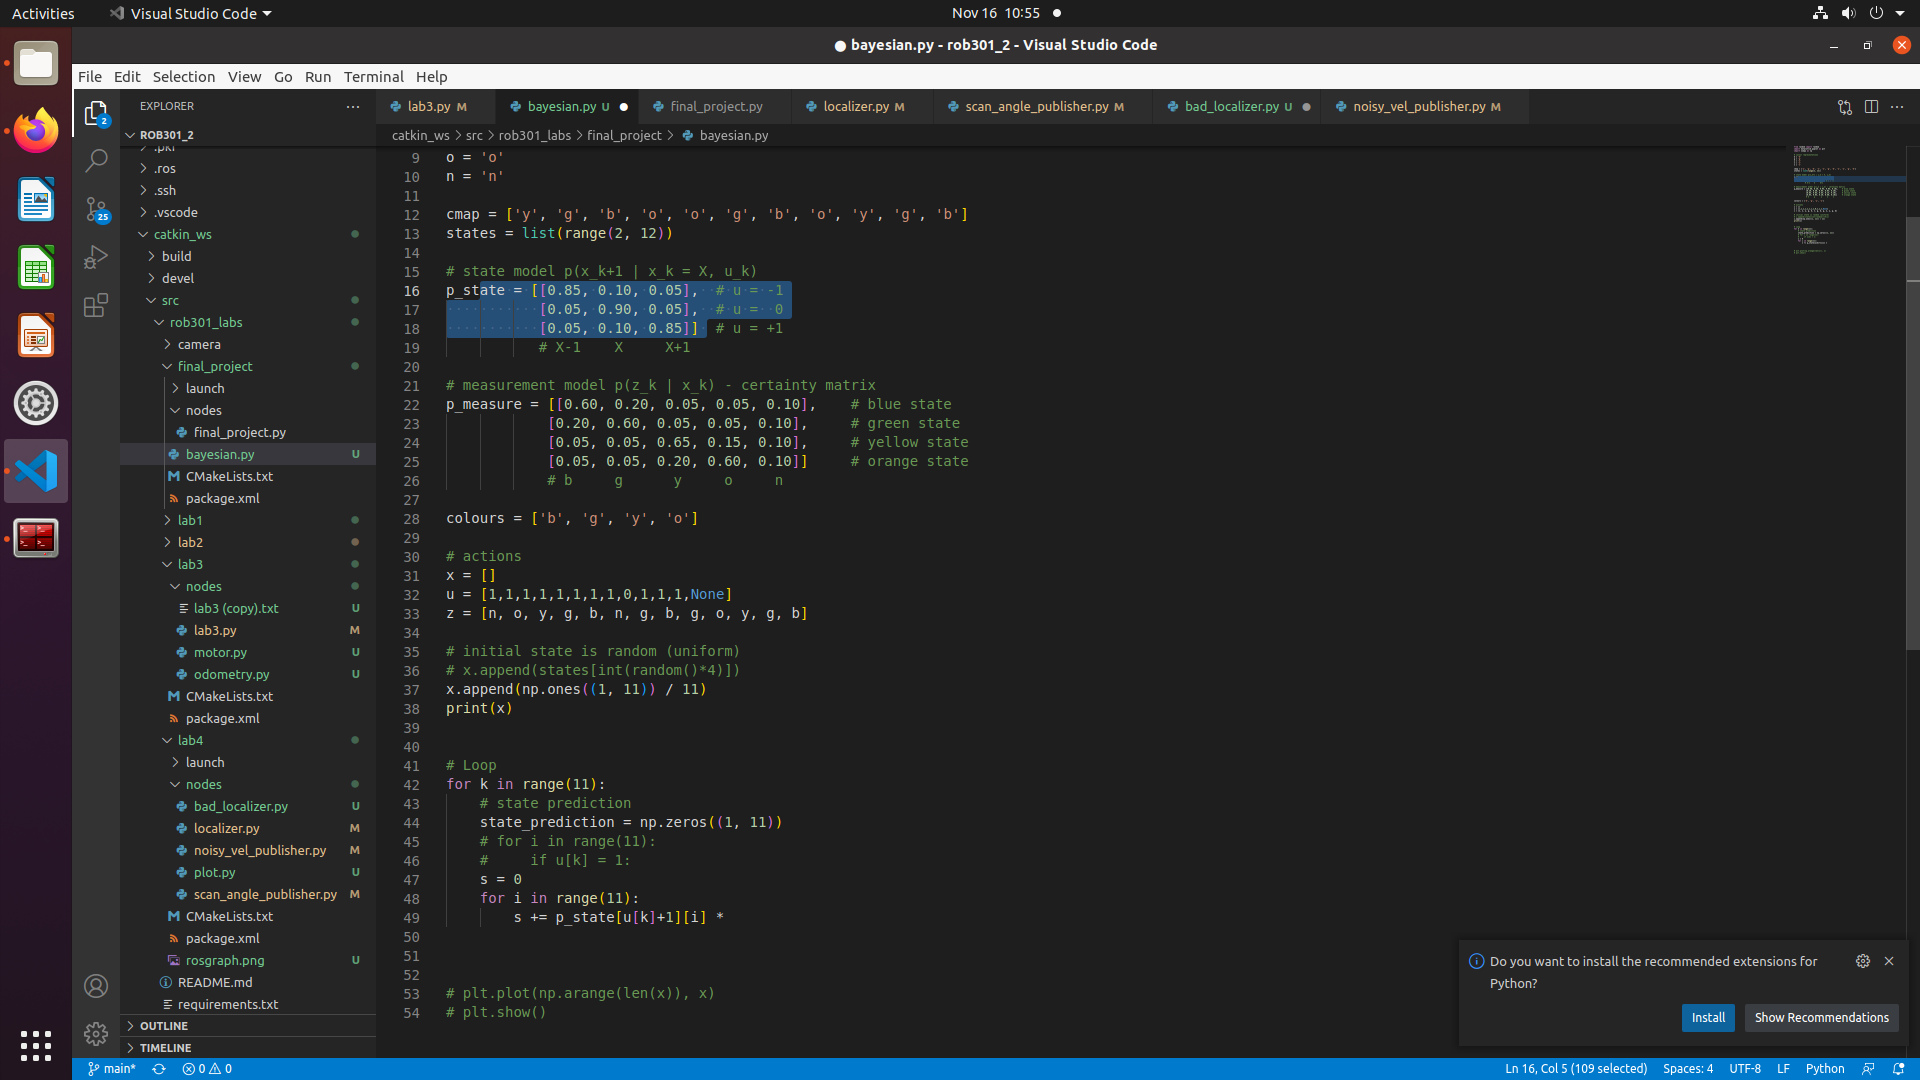 Activities
Visual Studio Code
Nov 16 10:55
bayesian.py - rob301_2 - Visual Studio Code
File Edit Selection View Go Run Terminal Help
EXPLORER
lab3.py M
bayesian.py U
final_project.py
localizer.py M
scan_angle_publisher.py M
bad_localizer.py U
noisy_vel_publisher.py M
catkin_ws > src > rob301_labs > final_project > bayesian.py
2
25
ROB301_2
.pki
.ros
.ssh
.vscode
catkin_ws
build
devel
src
rob301_labs
camera
final_project
launch
nodes
final_project.py
bayesian.py U
CMakeLists.txt
package.xml
lab1
lab2
lab3
nodes
lab3 (copy).txt U
lab3.py M
motor.py U
odometry.py U
CMakeLists.txt
package.xml
lab4
launch
nodes
bad_localizer.py U
localizer.py M
noisy_vel_publisher.py M
plot.py U
scan_angle_publisher.py M
CMakeLists.txt
package.xml
rosgraph.png U
README.md
requirements.txt
OUTLINE
TIMELINE
9 o = 'o'
10 n = 'n'
11
12 cmap = ['y', 'g', 'b', 'o', 'o', 'g', 'b', 'o', 'y', 'g', 'b']
13 states = list(range(2, 12))
14
15 # state model p(x_k+1 | x_k = X, u_k)
16 p_state = [[0.85, 0.10, 0.05], # u = -1
17 [0.05, 0.90, 0.05], # u = 0
18 [0.05, 0.10, 0.85]] # u = +1
19 # X-1 X X+1
20
21 # measurement model p(z_k | x_k) - certainty matrix
22 p_measure = [[0.60, 0.20, 0.05, 0.05, 0.10], # blue state
23 [0.20, 0.60, 0.05, 0.05, 0.10], # green state
24 [0.05, 0.05, 0.65, 0.15, 0.10], # yellow state
25 [0.05, 0.05, 0.20, 0.60, 0.10]] # orange state
26 # b g y o n
27
28 colours = ['b', 'g', 'y', 'o']
29
30 # actions
31 x = []
32 u = [1,1,1,1,1,1,1,1,0,1,1,1,None]
33 z = [n, o, y, g, b, n, g, b, g, o, y, g, b]
34
35 # initial state is random (uniform)
36 # x.append(states[int(random()*4)])
37 x.append(np.ones((1, 11)) / 11)
38 print(x)
39
40
41 # Loop
42 for k in range(11):
43 # state prediction
44 state_prediction = np.zeros((1, 11))
45 # for i in range(11):
46 # if u[k] = 1:
47 s = 0
48 for i in range(11):
49 s += p_state[u[k]+1][i] *
50
51
52
53 # plt.plot(np.arange(len(x)), x)
54 # plt.show()
Do you want to install the recommended extensions for
Python?
Install
Show Recommendations
main* 0 0
Ln 16, Col 5 (109 selected) Spaces: 4 UTF-8 LF Python